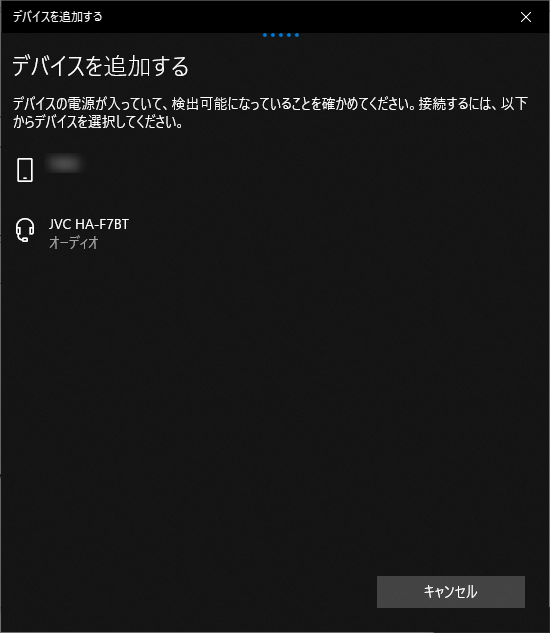 デバイスを追加する
デバイスを追加する
デバイスの電源が入っていて、検出可能になっていることを確かめてください。接続するには、以下
からデバイスを選択してください。
JVC HA-F7BT
オーディオ
キャンセル